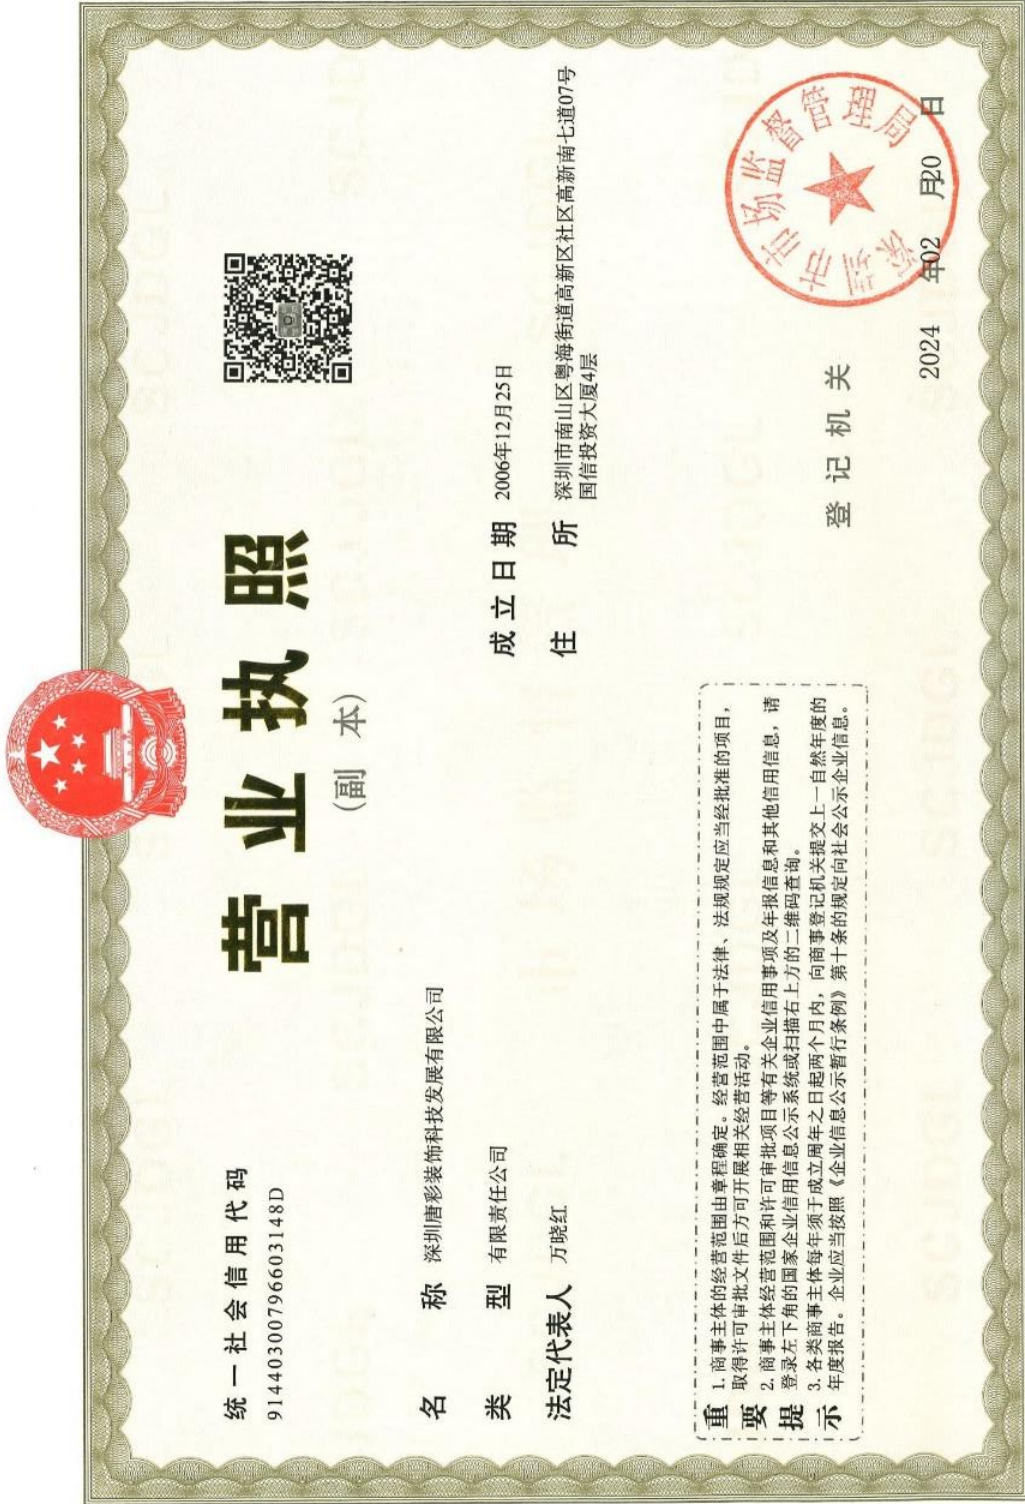 营业执照
(副 本)
统一社会信用代码
91440300796603148D
名 称 深圳唐彩装饰科技发展有限公司
类 型 有限责任公司
法定代表人 万晓红
成立日期 2006年12月25日
住 所 深圳市南山区粤海街道高新区社区高新南七道07号
国信投资大厦4层
重要提示
1. 商事主体的经营范围由章程确定。经营范围中属于法律、法规规定应当经批准的项目，
取得许可审批文件后方可开展相关经营活动。
2. 商事主体经营范围和许可审批项目等有关企业信用事项及年报信息和其他信用信息，请
登录左下角的国家企业信用信息公示系统或扫描右上方的二维码查询。
3. 各类商事主体每年须于成立周年之日起两个月内，向商事登记机关提交上一自然年度的
年度报告。企业应当按照《企业信息公示暂行条例》第十条的规定向社会公示企业信息。
登记机关
深圳市市场监督管理局
2024 年02 月20 日